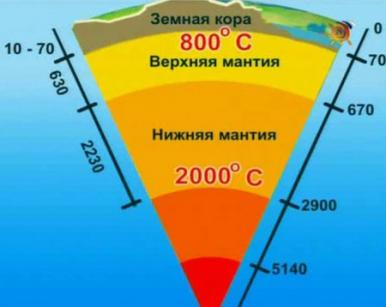 Земная кора
0
10 - 70
800° C
70
Верхняя мантия
630
670
Нижняя мантия
2230
2000° C
2900
5140